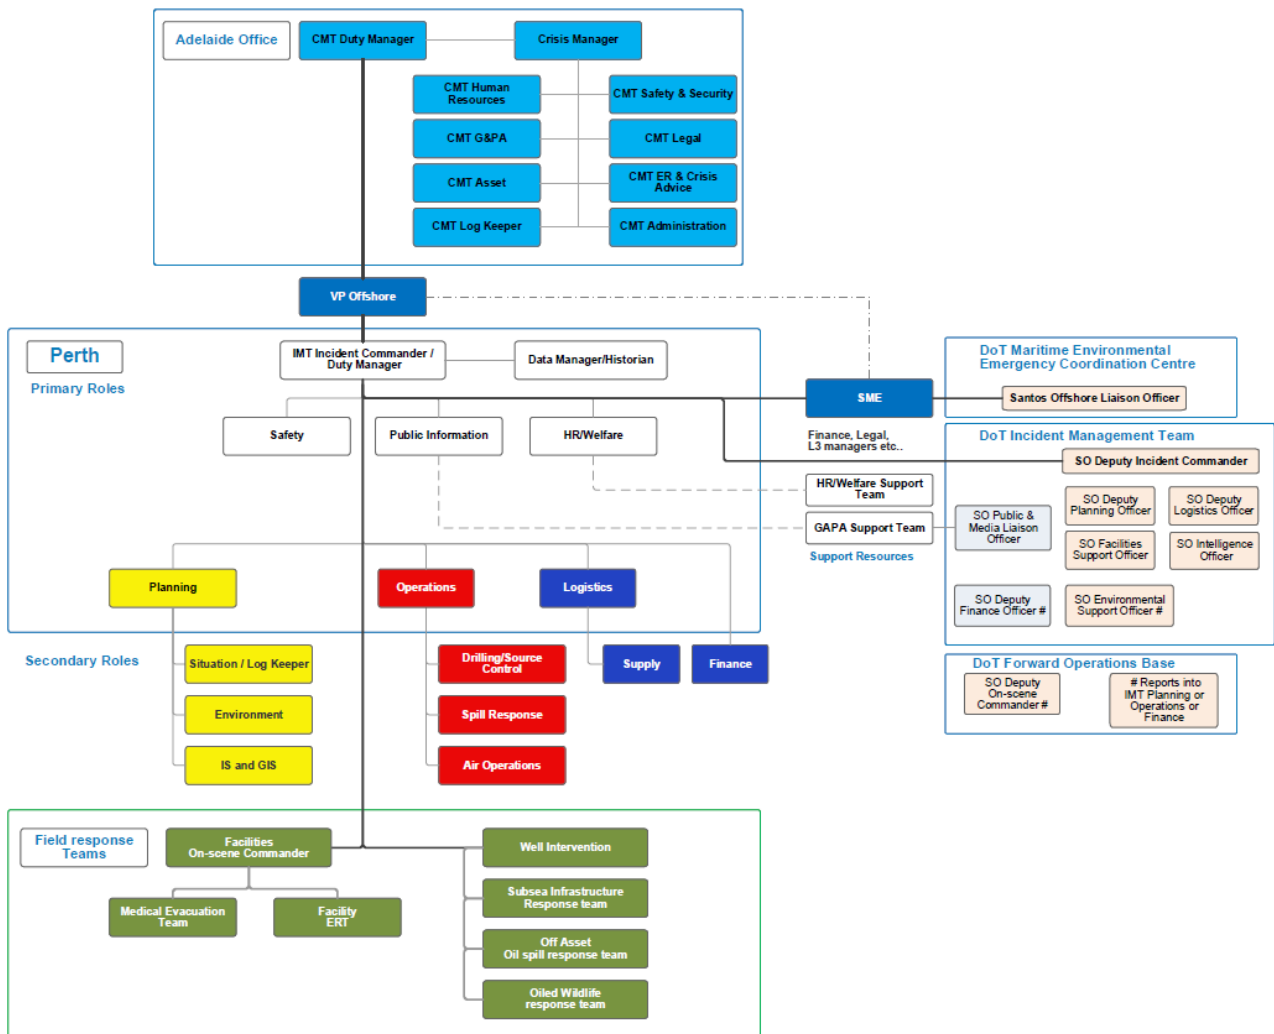 Adelaide Office
CMT Duty Manager
Crisis Manager
CMT Human
Resources
CMT Safety & Security
CMT G&PA
CMT Legal
CMT Asset
CMT ER & Crisis
Advice
CMT Log Keeper
CMT Administration
VP Offshore
Perth
Primary Roles
IMT Incident Commander /
Duty Manager
Data Manager/Historian
Safety
Public Information
HR/Welfare
SME
Finance, Legal,
L3 managers etc..
HR/Welfare Support
Team
GAPA Support Team
Support Resources
DoT Maritime Environmental
Emergency Coordination Centre
Santos Offshore Liaison Officer
DoT Incident Management Team
SO Deputy Incident Commander
SO Public &
Media Liaison
Officer
SO Deputy
Planning Officer
SO Deputy
Logistics Officer
SO Facilities
Support Officer
SO Intelligence
Officer
SO Deputy
Finance Officer #
SO Environmental
Support Officer #
DoT Forward Operations Base
SO Deputy
On-scene
Commander #
# Reports into
IMT Planning or
Operations or
Finance
Planning
Operations
Logistics
Secondary Roles
Situation / Log Keeper
Drilling/Source
Control
Supply
Finance
Environment
Spill Response
IS and GIS
Air Operations
Field response
Teams
Facilities
On-scene Commander
Well Intervention
Medical Evacuation
Team
Facility
ERT
Subsea Infrastructure
Response team
Off Asset
Oil spill response team
Oiled Wildlife
response team